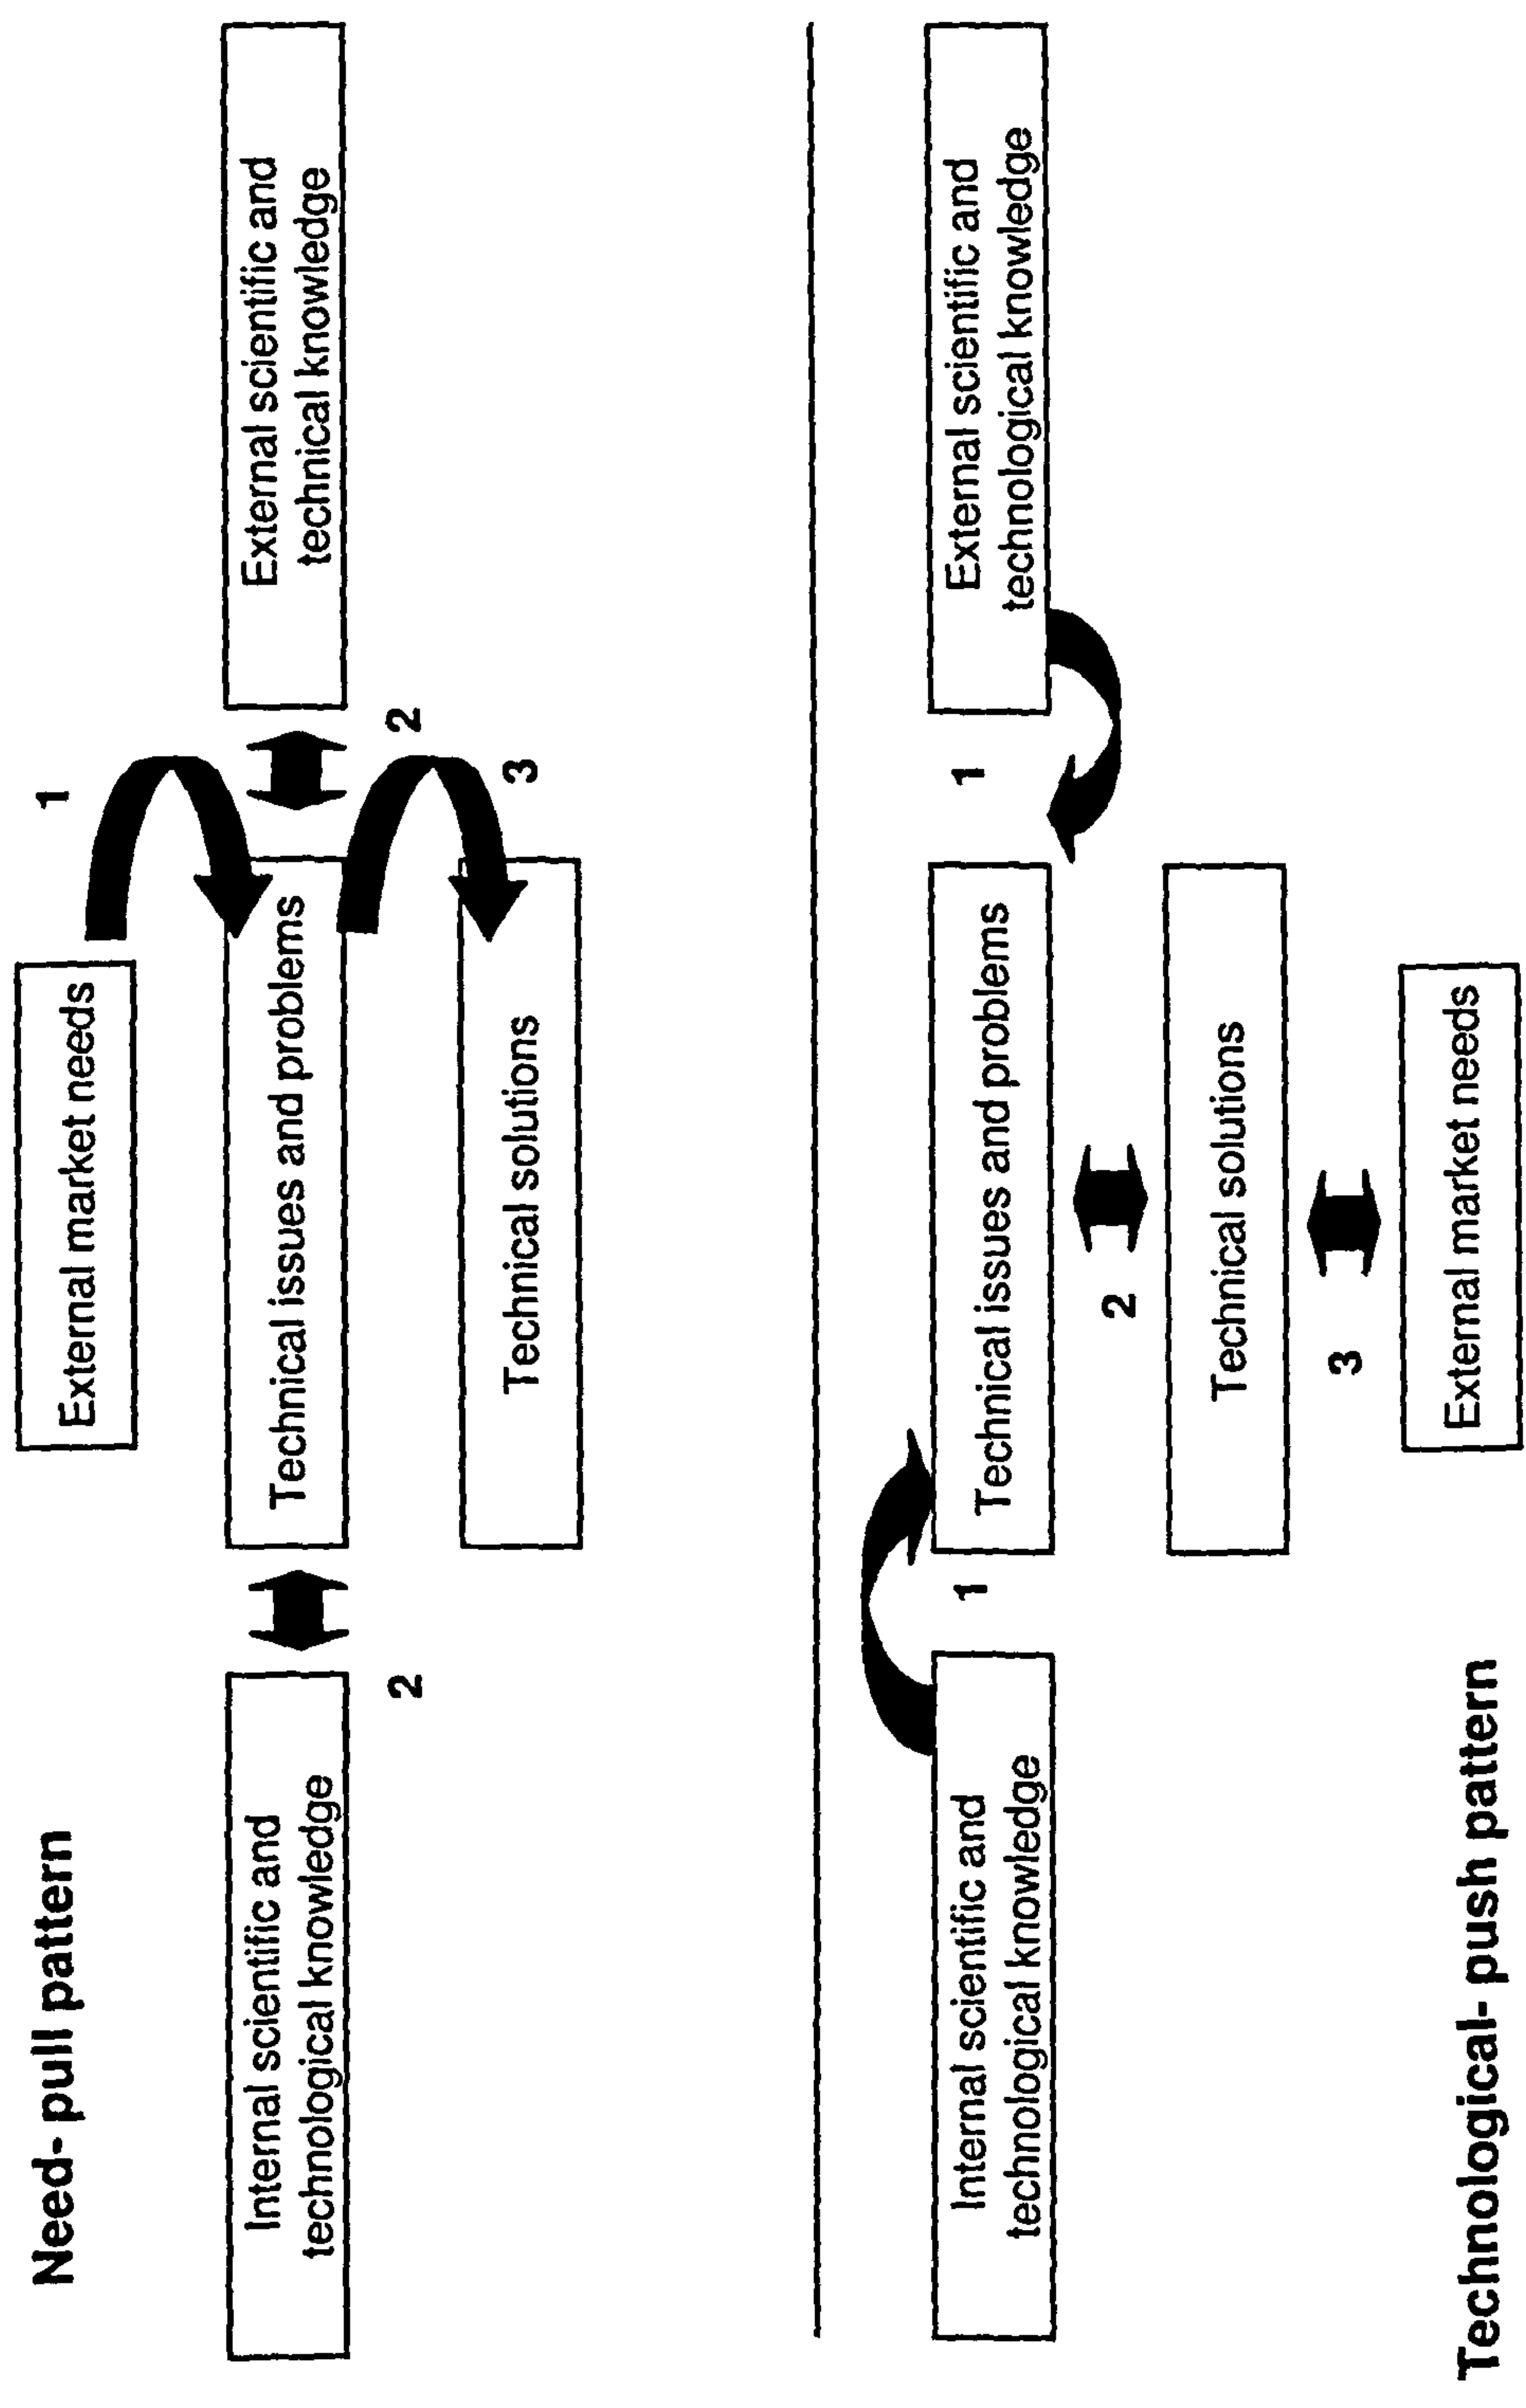 Need- pull pattern
External market needs
1
Internal scientific and
technological knowledge
Technical issues and problems
External scientific and
technical knowledge
2
2
Technical solutions
3
Internal scientific and
technological knowledge
1
Technical issues and problems
1
External scientific and
technological knowledge
2
Technical solutions
3
External market needs
Technological- push pattern